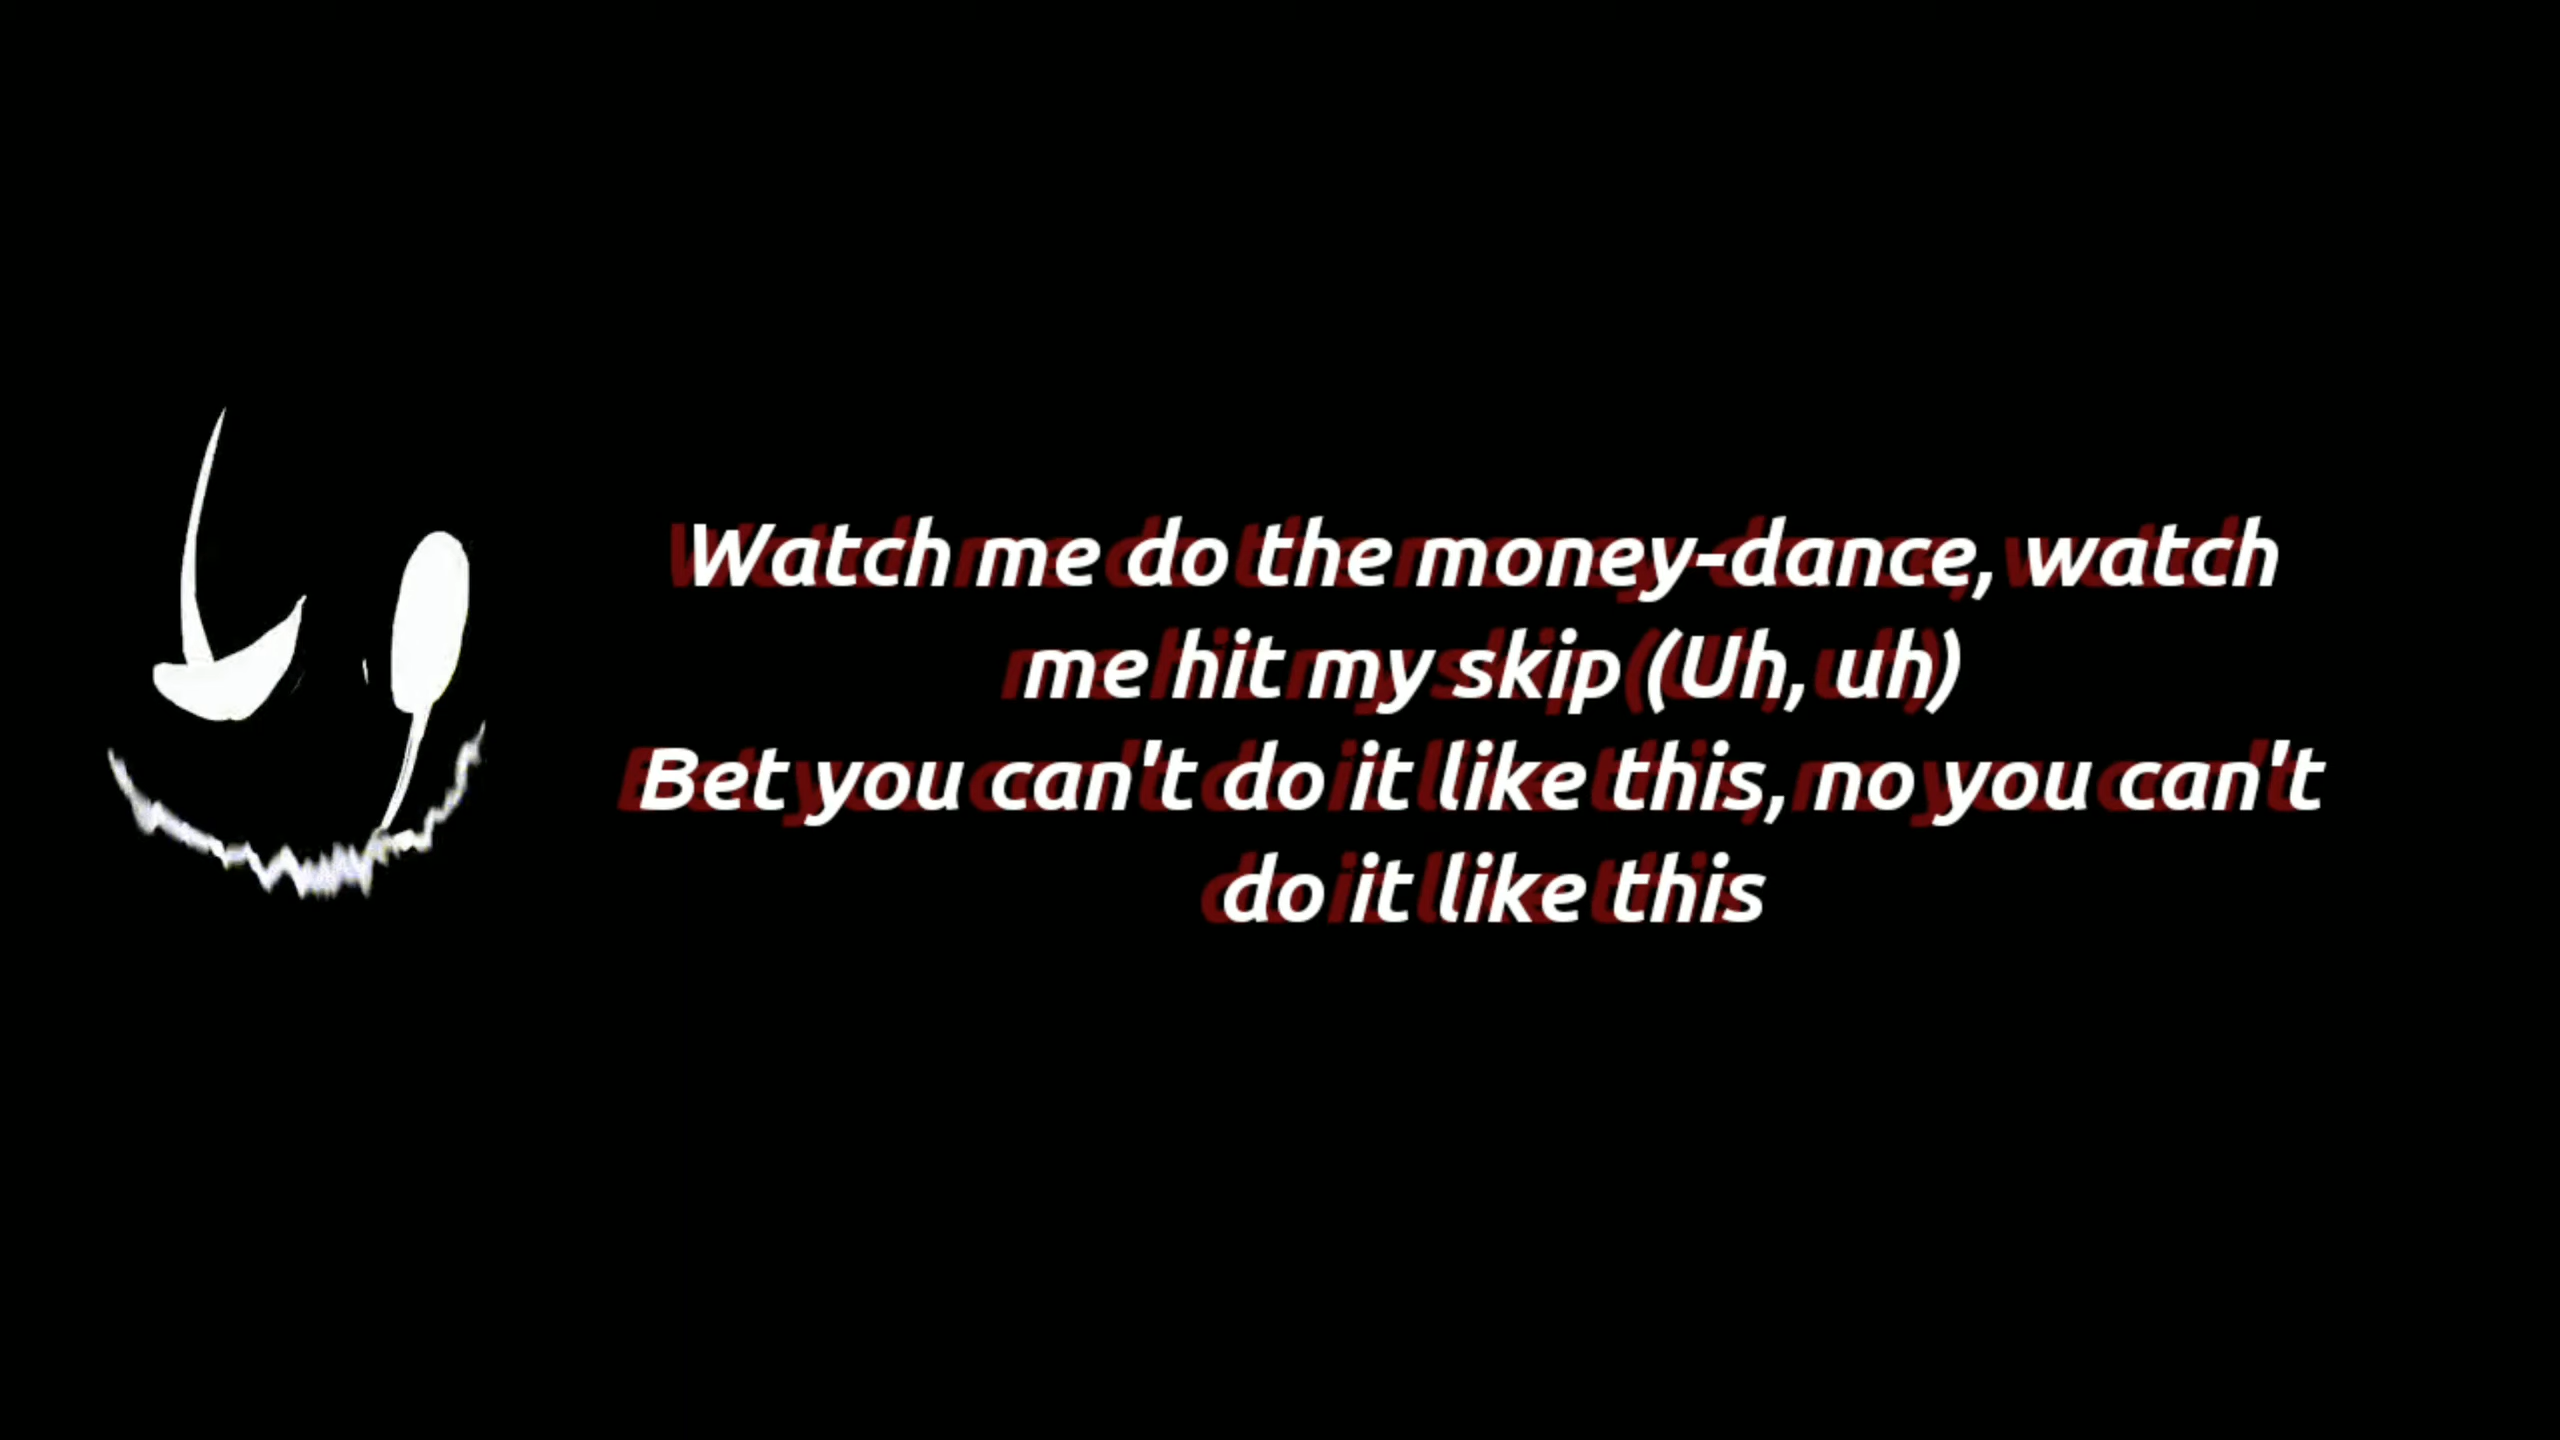 Watch me do the money-dance, watch
me hit my skip (Uh, uh)
Bet you can't do it like this, no you can't
do it like this